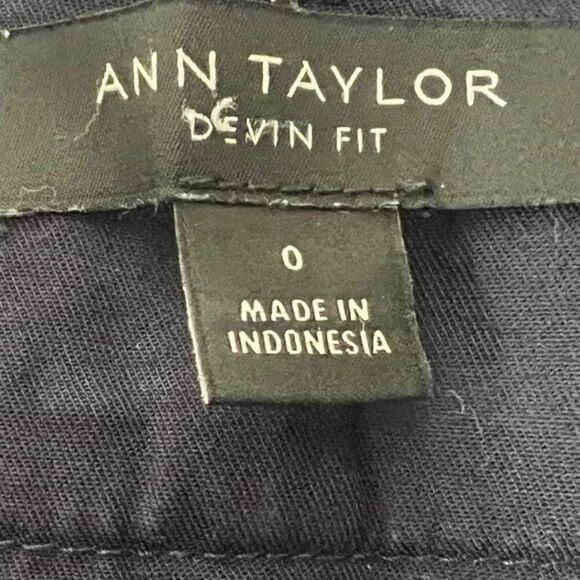 ANN TAYLOR
DEVIN FIT
0
MADE IN
INDONESIA